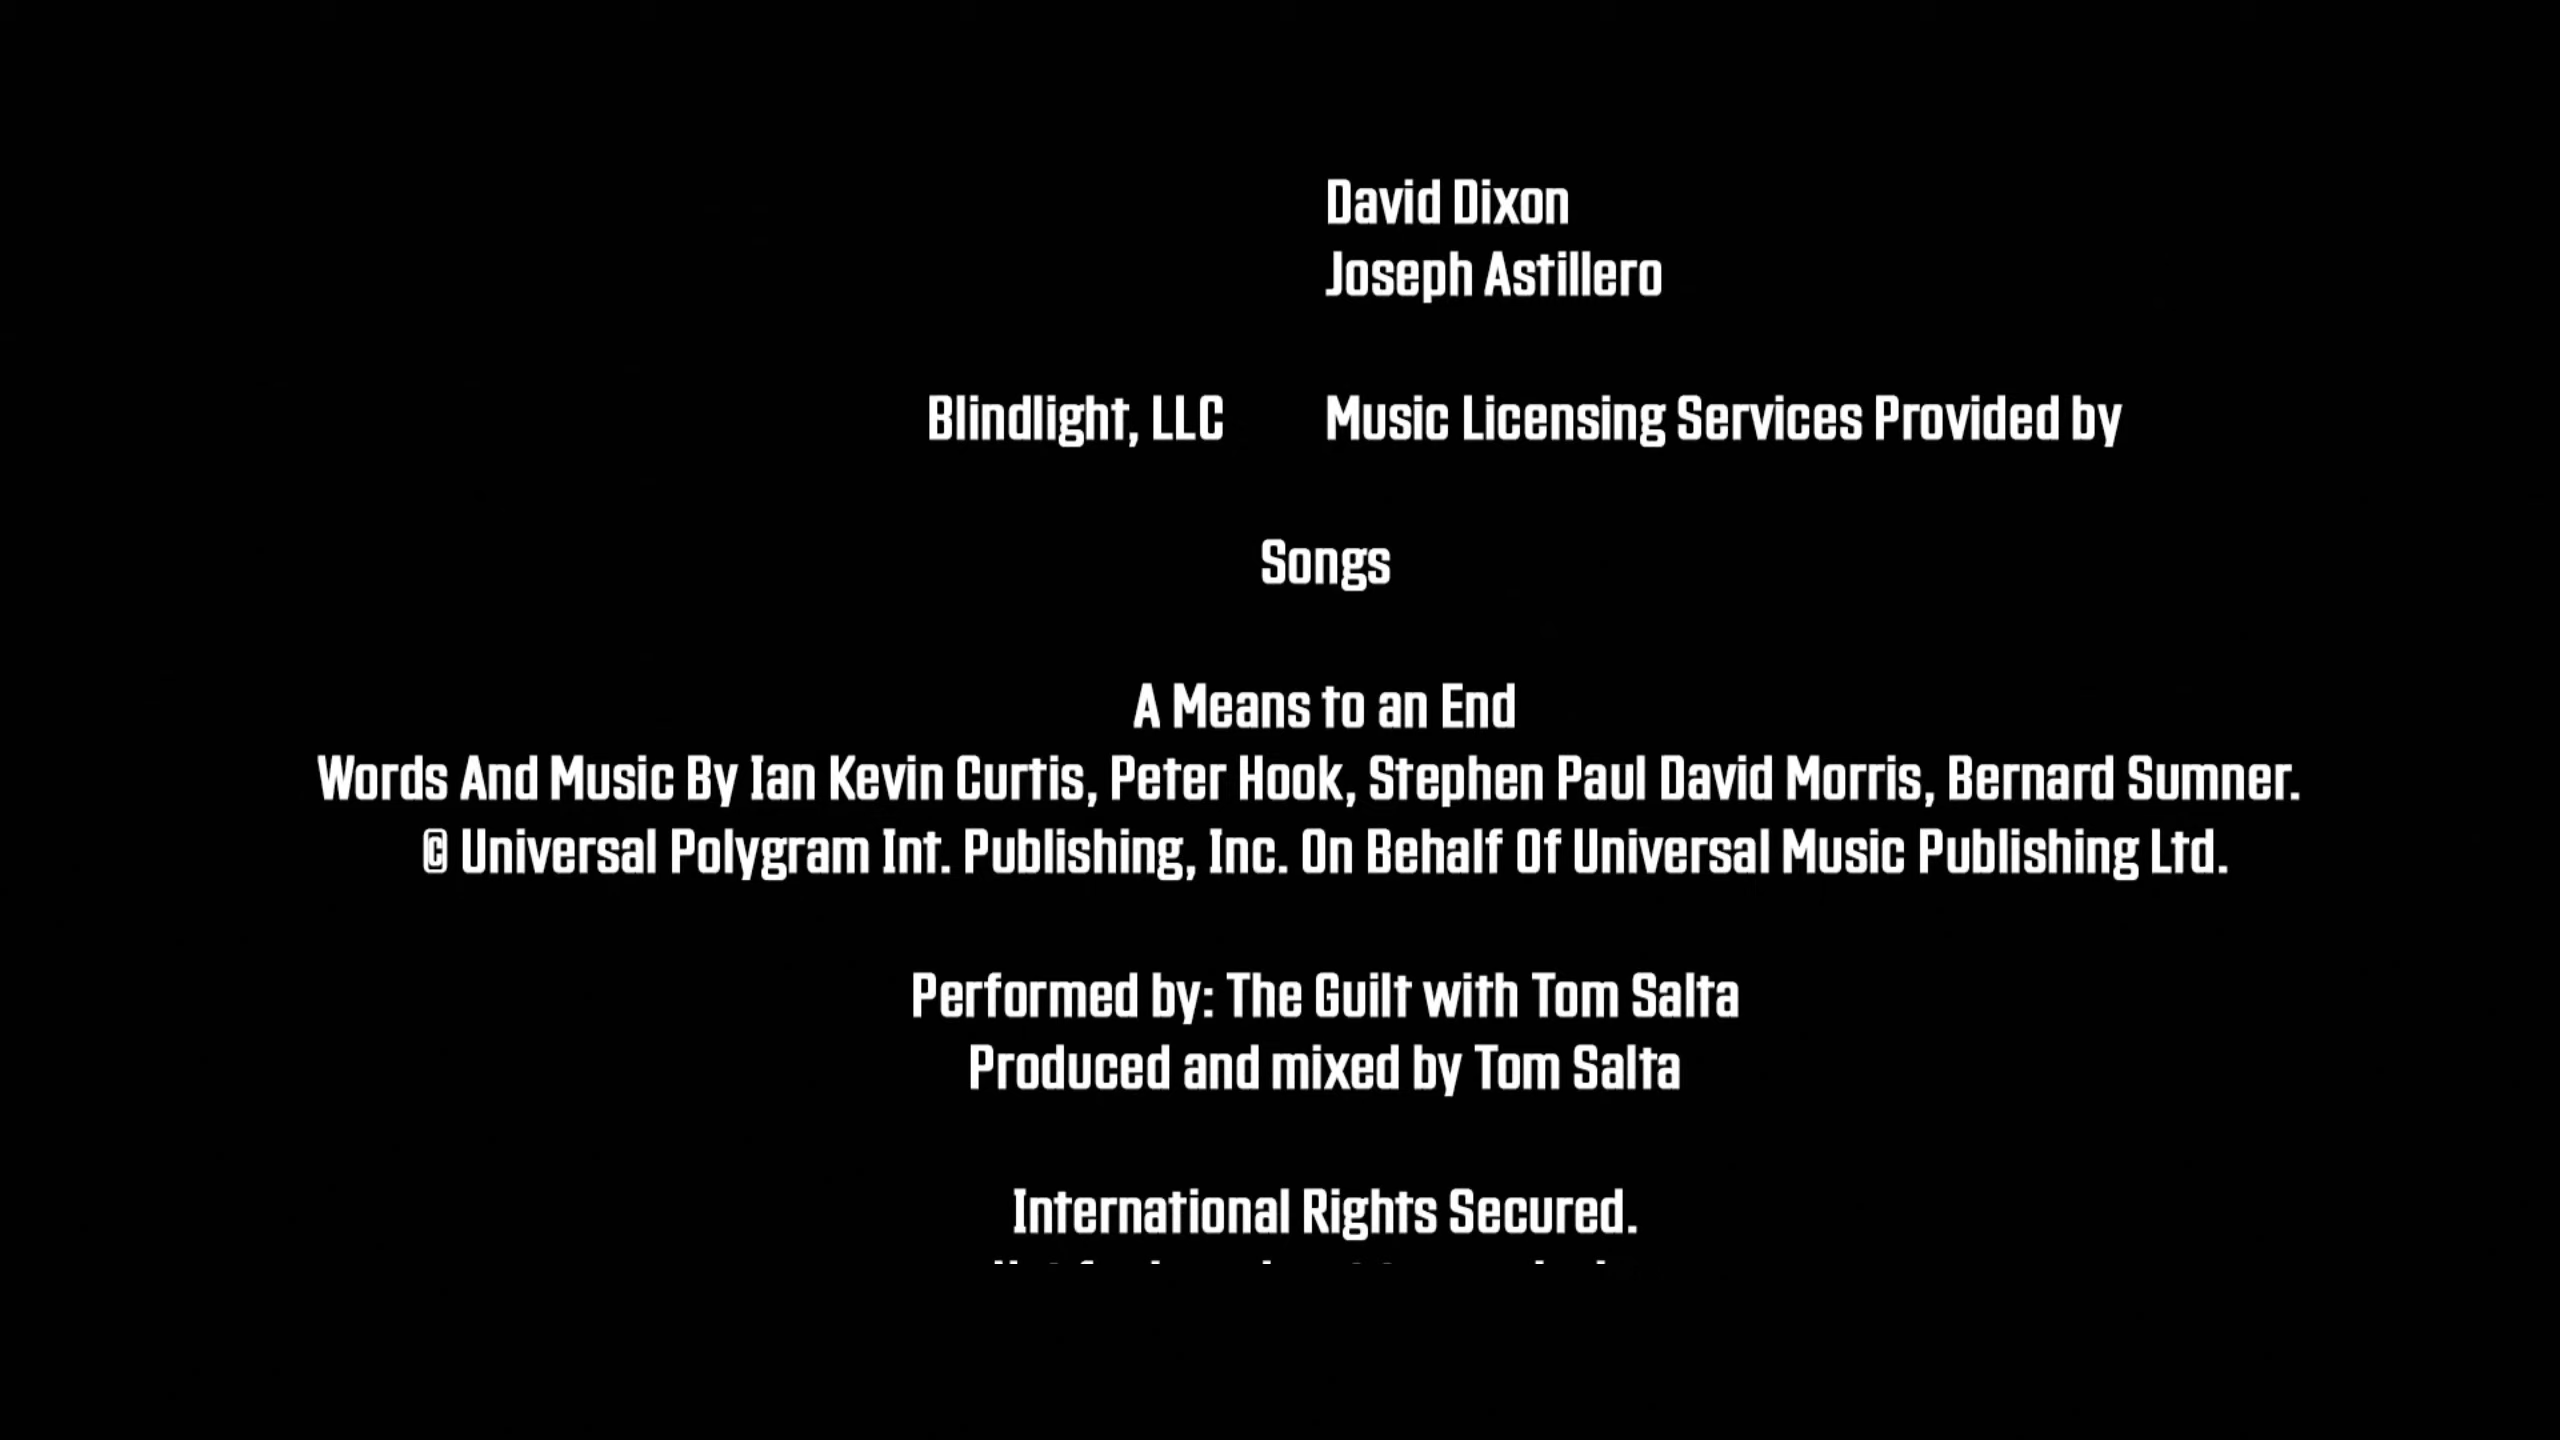 David Dixon
Joseph Astillero
Blindlight, LLC Music Licensing Services Provided by
Songs
A Means to an End
Words And Music By Ian Kevin Curtis, Peter Hook, Stephen Paul David Morris, Bernard Sumner.
© Universal Polygram Int. Publishing, Inc. On Behalf Of Universal Music Publishing Ltd.
Performed by: The Guilt with Tom Salta
Produced and mixed by Tom Salta
International Rights Secured.